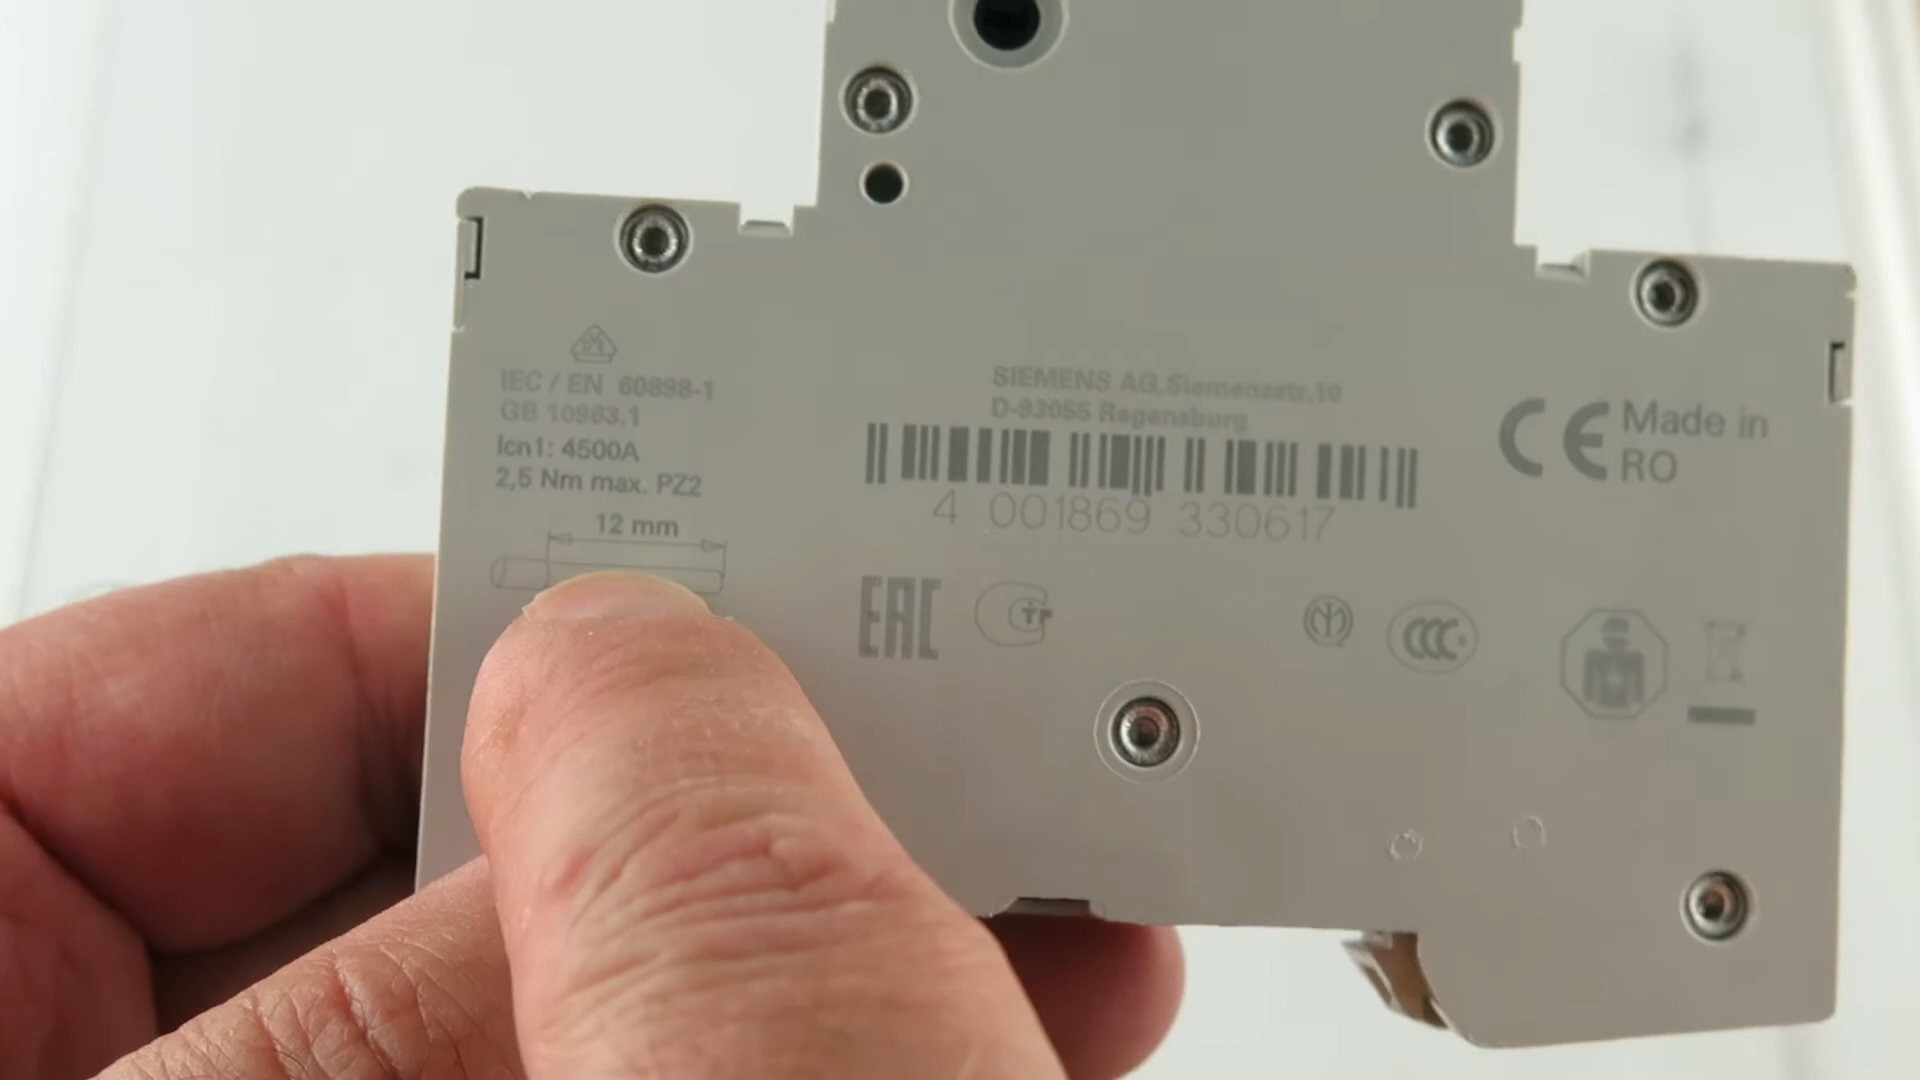 IEC / EN 60898-1
GB 10963.1
Icn1: 4500A
2,5 Nm max. PZ2
12 mm
SIEMENS AG.Siemensstr.10
D-93055 Regensburg
4 001869 330617
CE Made in
RO
EAC
CCC